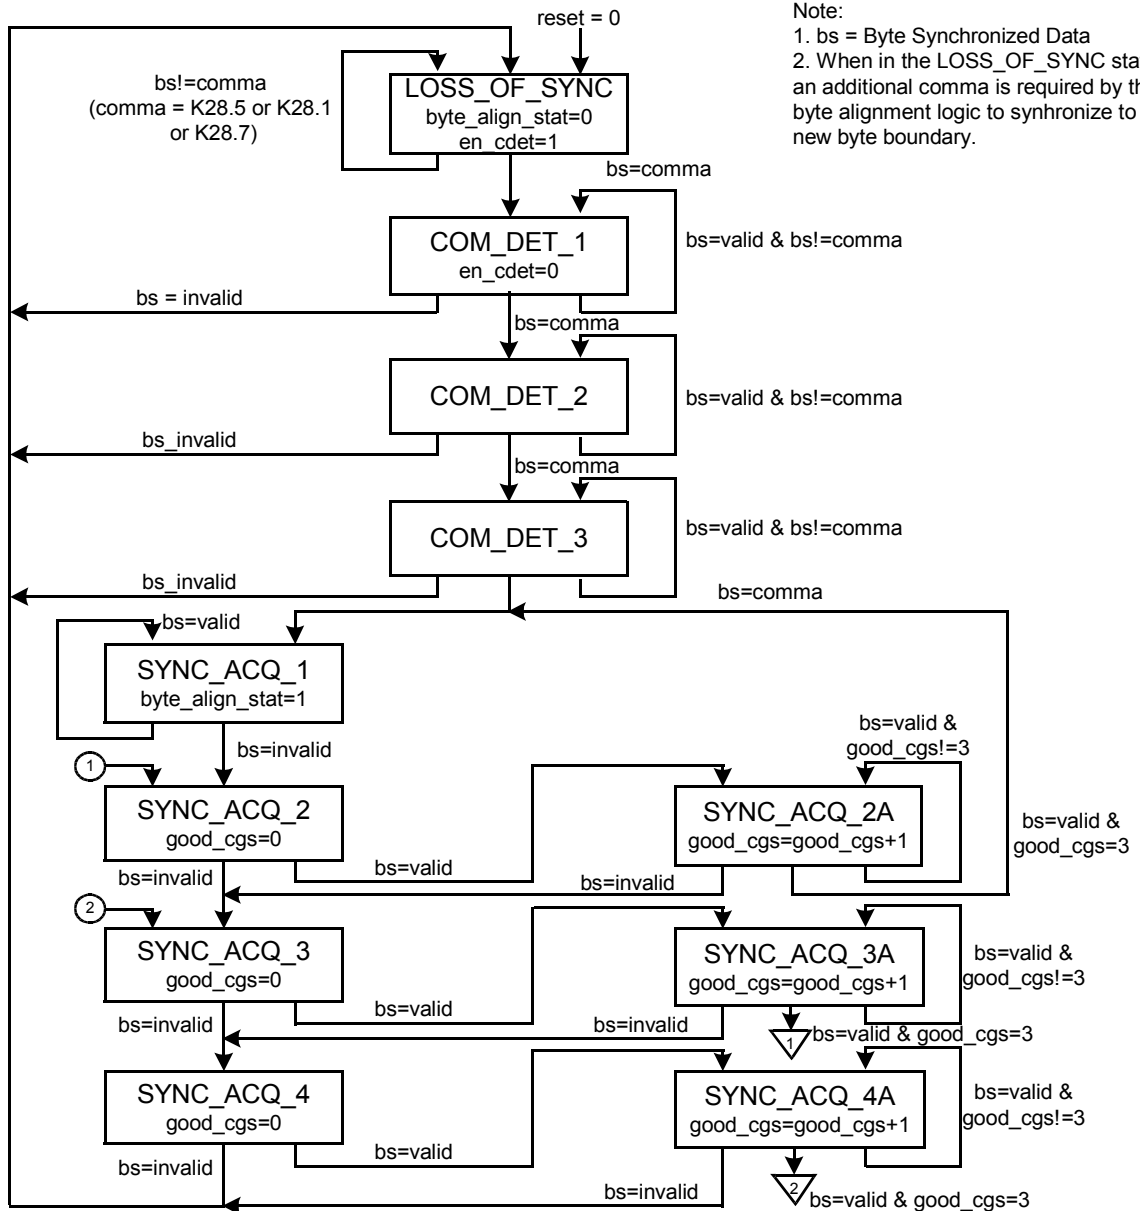 reset = 0
Note:
1. bs = Byte Synchronized Data
2. When in the LOSS_OF_SYNC sta
an additional comma is required by th
byte alignment logic to synhronize to
new byte boundary.
bs!=comma
(comma = K28.5 or K28.1
or K28.7)
LOSS_OF_SYNC
byte_align_stat=0
en_cdet=1
bs=comma
COM_DET_1
en_cdet=0
bs=valid & bs!=comma
bs = invalid
bs=comma
COM_DET_2
bs=valid & bs!=comma
bs_invalid
bs=comma
COM_DET_3
bs=valid & bs!=comma
bs_invalid
bs=comma
bs=valid
SYNC_ACQ_1
byte_align_stat=1
bs=invalid
bs=valid &
good_cgs!=3
1
SYNC_ACQ_2
good_cgs=0
SYNC_ACQ_2A
good_cgs=good_cgs+1
bs=valid &
good_cgs=3
bs=valid
bs=invalid
bs=invalid
2
SYNC_ACQ_3
good_cgs=0
SYNC_ACQ_3A
good_cgs=good_cgs+1
bs=valid &
good_cgs!=3
bs=valid
bs=invalid
bs=invalid
1
bs=valid & good_cgs=3
SYNC_ACQ_4
good_cgs=0
SYNC_ACQ_4A
good_cgs=good_cgs+1
bs=valid &
good_cgs!=3
bs=valid
bs=invalid
bs=invalid
2
bs=valid & good_cgs=3